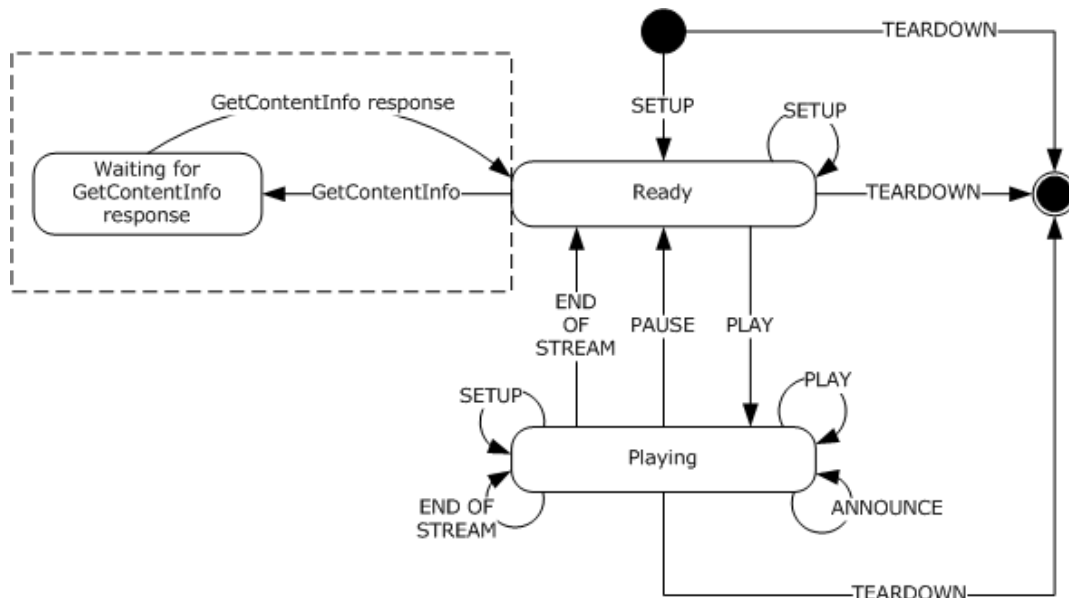 TEARDOWN
SETUP
SETUP
GetContentInfo response
Waiting for
GetContentInfo
response
GetContentInfo
Ready
TEARDOWN
END
OF
STREAM
PAUSE
PLAY
SETUP
PLAY
Playing
END OF
STREAM
ANNOUNCE
TEARDOWN